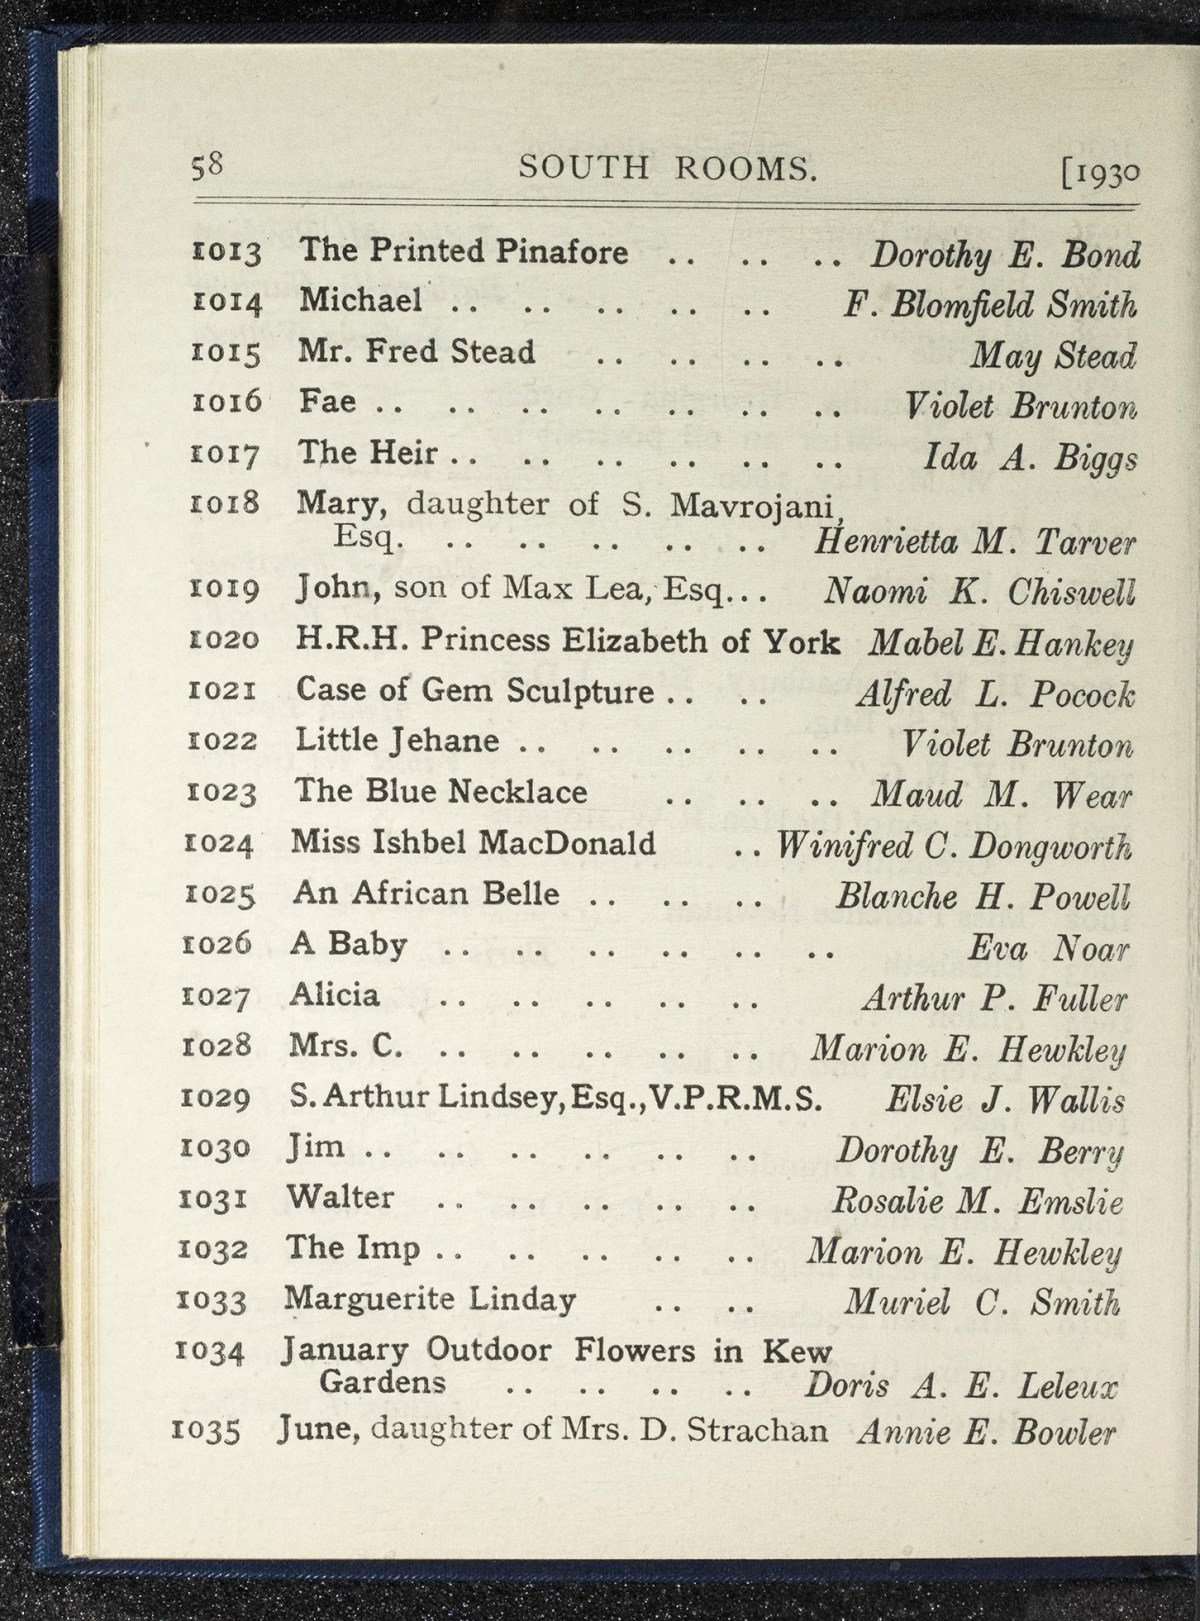 58 SOUTH ROOMS. [1930
1013 The Printed Pinafore .. .. .. Dorothy E. Bond
1014 Michael .. .. .. .. .. F. Blomfield Smith
1015 Mr. Fred Stead .. .. .. .. May Stead
1016 Fae .. .. .. .. .. .. .. Violet Brunton
1017 The Heir .. .. .. .. .. .. Ida A. Biggs
1018 Mary, daughter of S. Mavrojani,
Esq. .. .. .. .. .. Henrietta M. Tarver
1019 John, son of Max Lea, Esq... Naomi K. Chiswell
1020 H.R.H. Princess Elizabeth of York Mabel E. Hankey
1021 Case of Gem Sculpture .. .. Alfred L. Pocock
1022 Little Jehane .. .. .. .. .. Violet Brunton
1023 The Blue Necklace .. .. .. Maud M. Wear
1024 Miss Ishbel MacDonald .. Winifred C. Dongworth
1025 An African Belle .. .. .. Blanche H. Powell
1026 A Baby .. .. .. .. .. .. Eva Noar
1027 Alicia .. .. .. .. .. Arthur P. Fuller
1028 Mrs. C. .. .. .. .. .. Marion E. Hewkley
1029 S. Arthur Lindsey, Esq., V.P.R.M.S. Elsie J. Wallis
1030 Jim .. .. .. .. .. .. Dorothy E. Berry
1031 Walter .. .. .. .. .. Rosalie M. Emslie
1032 The Imp .. .. .. .. .. Marion E. Hewkley
1033 Marguerite Linday .. .. Muriel C. Smith
1034 January Outdoor Flowers in Kew
Gardens .. .. .. .. Doris A. E. Leleux
1035 June, daughter of Mrs. D. Strachan Annie E. Bowler